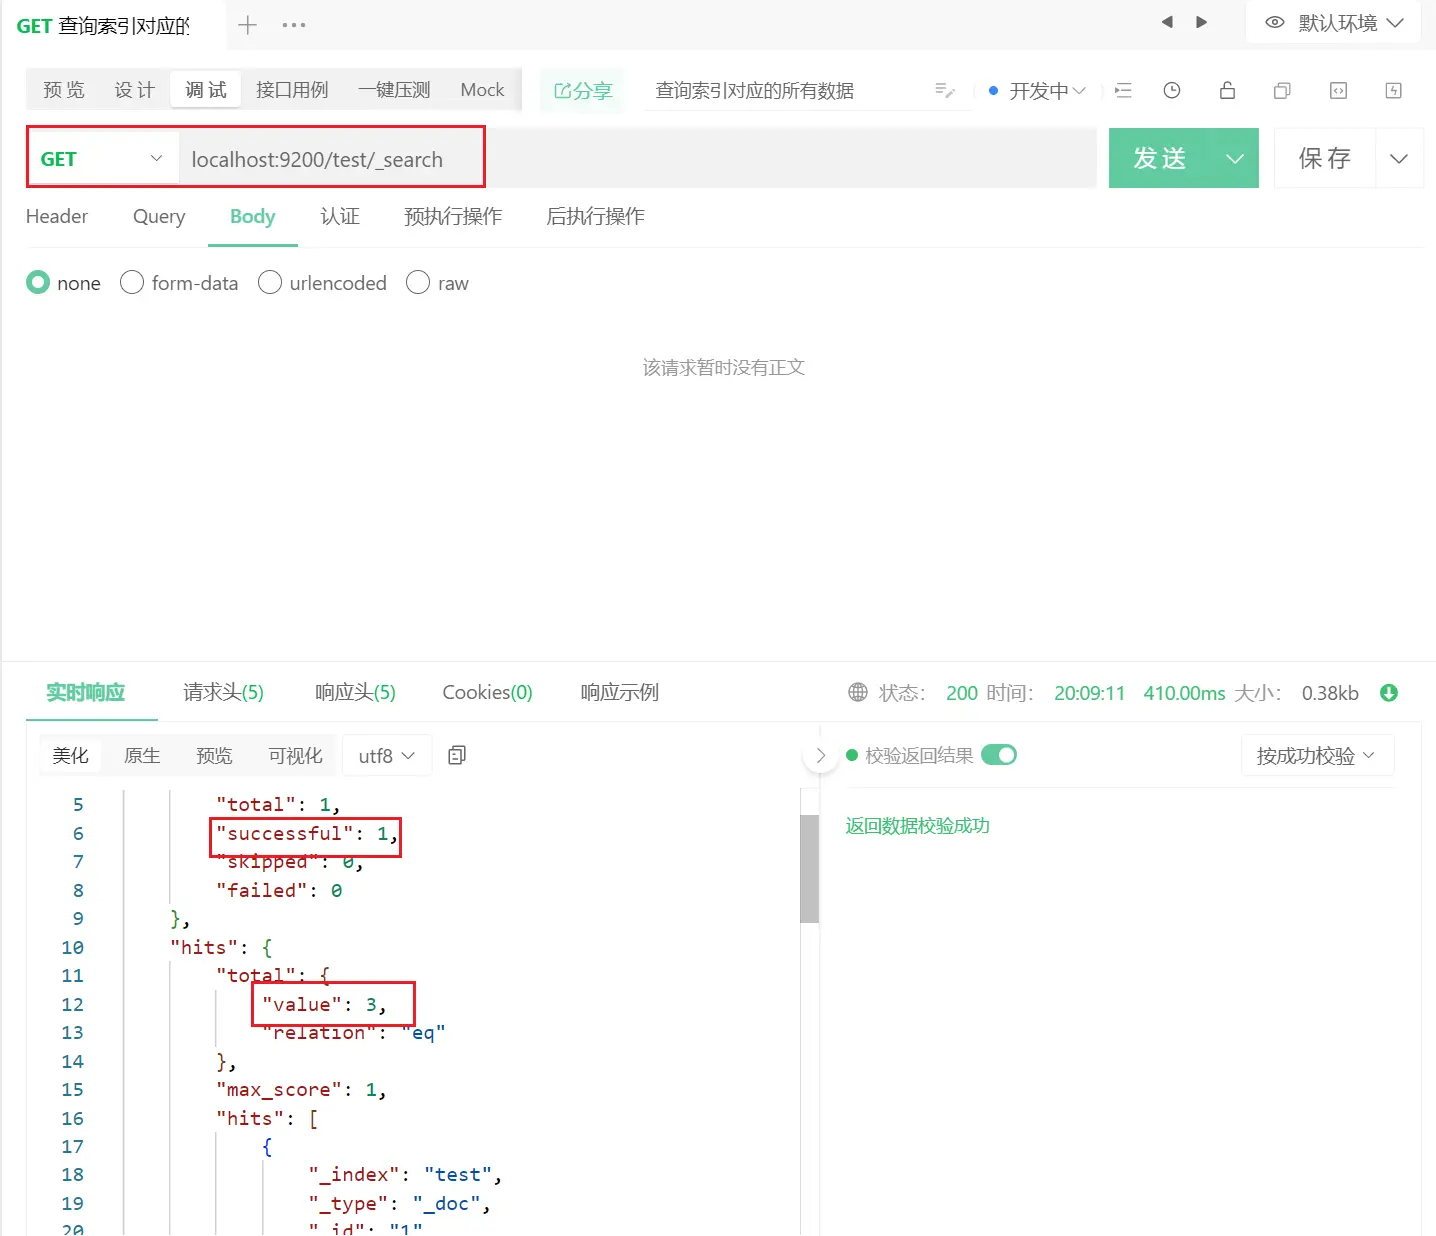 GET 查询索引对应的
默认环境
预 览 设 计 调 试 接口用例 一键压测 Mock 分享 查询索引对应的所有数据 开发中
GET localhost:9200/test/_search 发 送 保 存
Header Query Body 认证 预执行操作 后执行操作
none form-data urlencoded raw
该请求暂时没有正文
实时响应 请求头(5) 响应头(5) Cookies(0) 响应示例 状态： 200 时间： 20:09:11 410.00ms 大小： 0.38kb
美化 原生 预览 可视化 utf8 校验返回结果 按成功校验
返回数据校验成功
5 "total": 1,
6 "successful": 1,
7 "skipped": 0,
8 "failed": 0
9 },
10 "hits": {
11 "total": {
12 "value": 3,
13 "relation": "eq"
14 },
15 "max_score": 1,
16 "hits": [
17 {
18 "_index": "test",
19 "_type": "_doc",
20 "_id": "1"